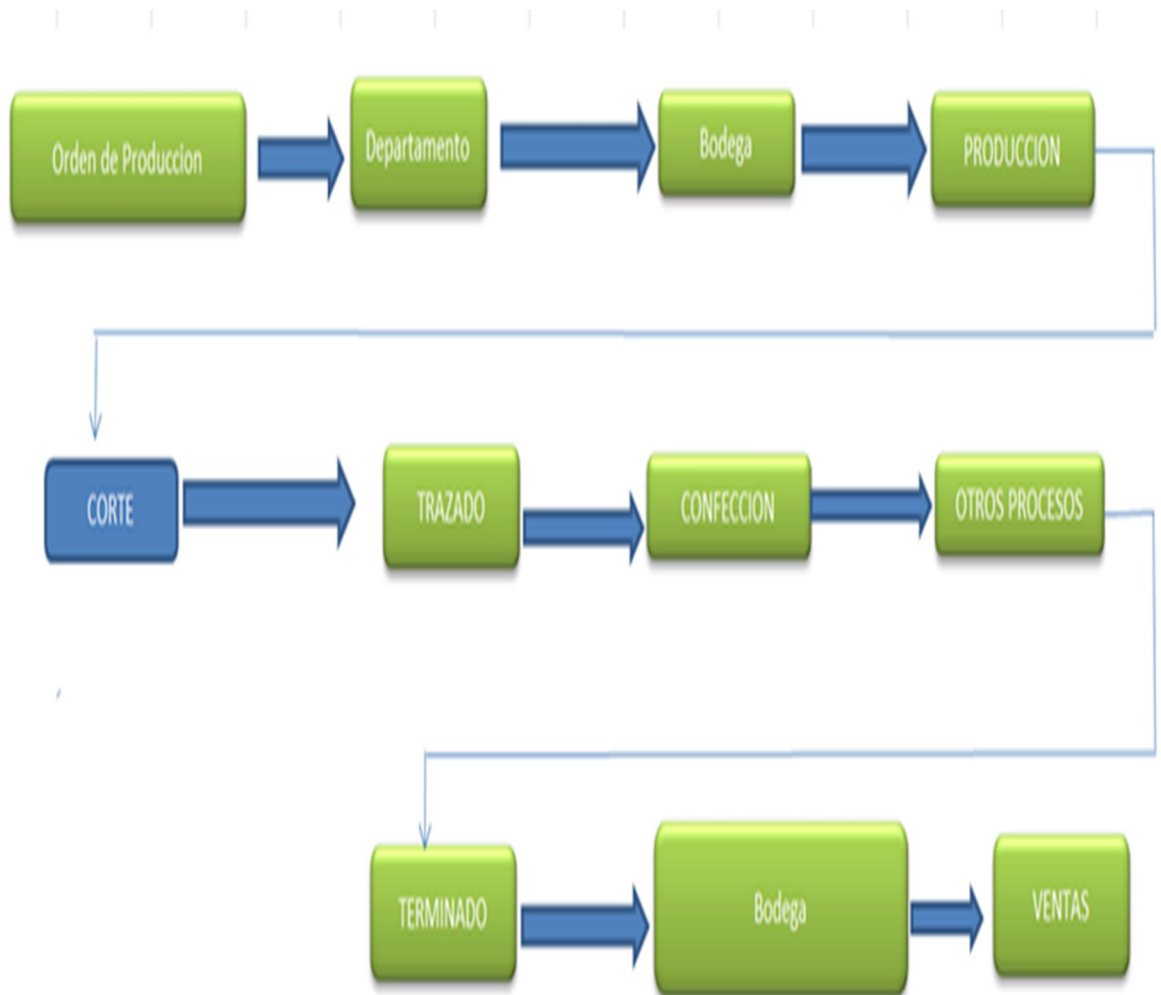 Orden de Produccion
Departamento
Bodega
PRODUCCION
CORTE
TRAZADO
CONFECCION
OTROS PROCESOS
TERMINADO
Bodega
VENTAS